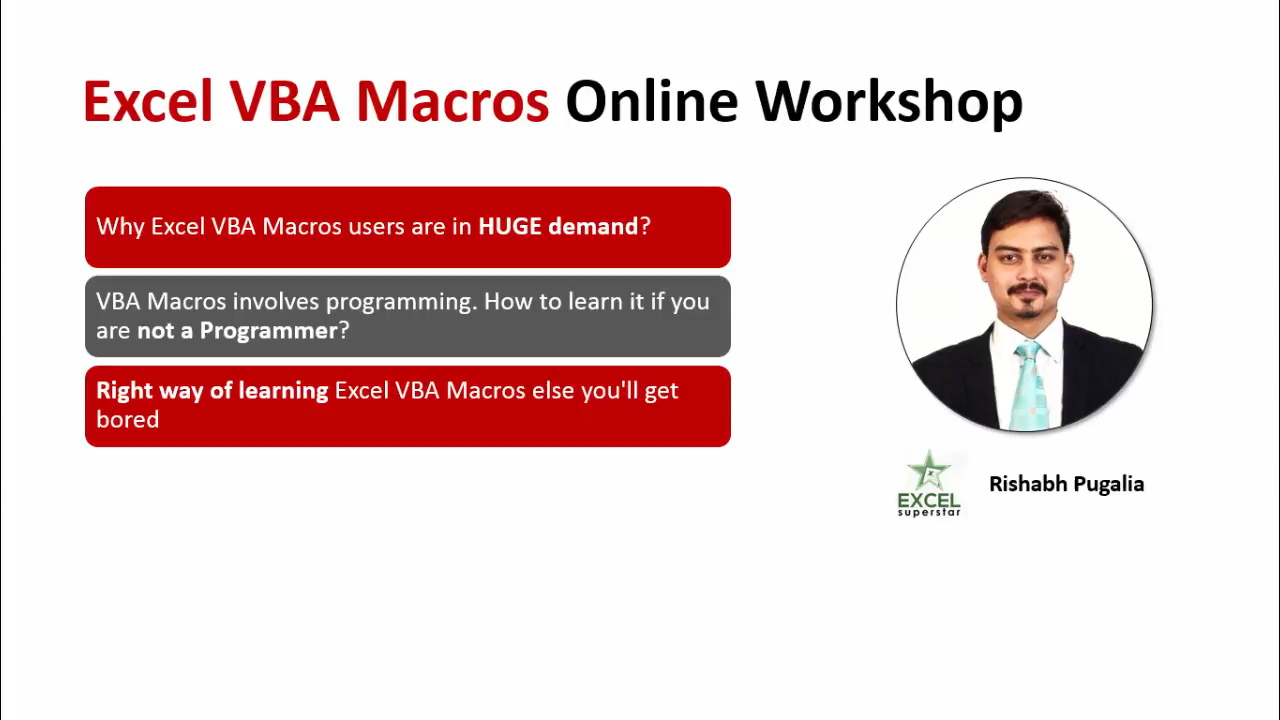 Excel VBA Macros Online Workshop
Why Excel VBA Macros users are in HUGE demand?
VBA Macros involves programming. How to learn it if you
are not a Programmer?
Right way of learning Excel VBA Macros else you'll get
bored
EXCEL
superstar
Rishabh Pugalia